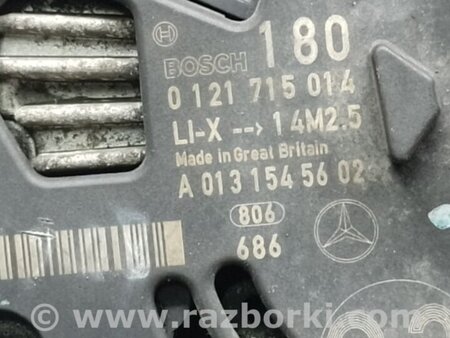 BOSCH 180
0 121 715 014
LI-X --> 14M2.5
Made in Great Britain
A 013 154 56 02
806
686
www.razborki.com